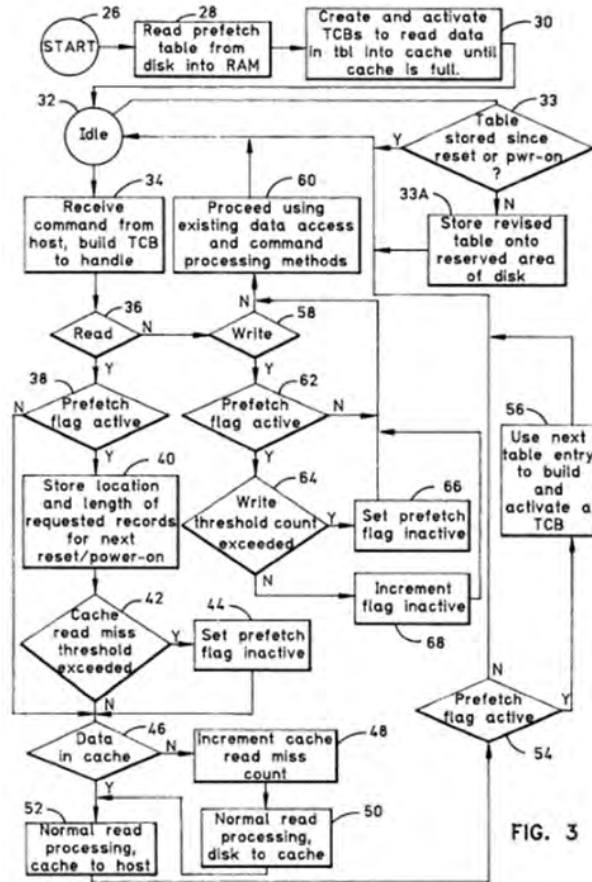 26
START
28
Read prefetch
table from
disk into RAM
30
Create and activate
TCBs to read data
in tbl into cache until
cache is full.
32
Idle
33
Table
stored since
reset or pwr-on
?
Y
N
33A
Store revised
table onto
reserved area
of disk
34
Receive
command from
host, build TCB
to handle
60
Proceed using
existing data access
and command
processing methods
N
36
Read
N
Y
58
Write
Y
38
N
Prefetch
flag active
Y
62
Prefetch
flag active
N
Y
40
Store location
and length of
requested records
for next
reset/power-on
64
Write
threshold count
exceeded
Y
N
66
Set prefetch
flag inactive
Increment
flag inactive
68
56
Use next
table entry
to build
and
activate a
TCB
42
Cache
read miss
threshold
exceeded
Y
N
44
Set prefetch
flag inactive
46
Data
in cache
N
Y
Increment cache
read miss
count
48
N
Prefetch
flag active
Y
54
52
Normal read
processing,
cache to host
Normal read
processing,
disk to cache
50
FIG. 3